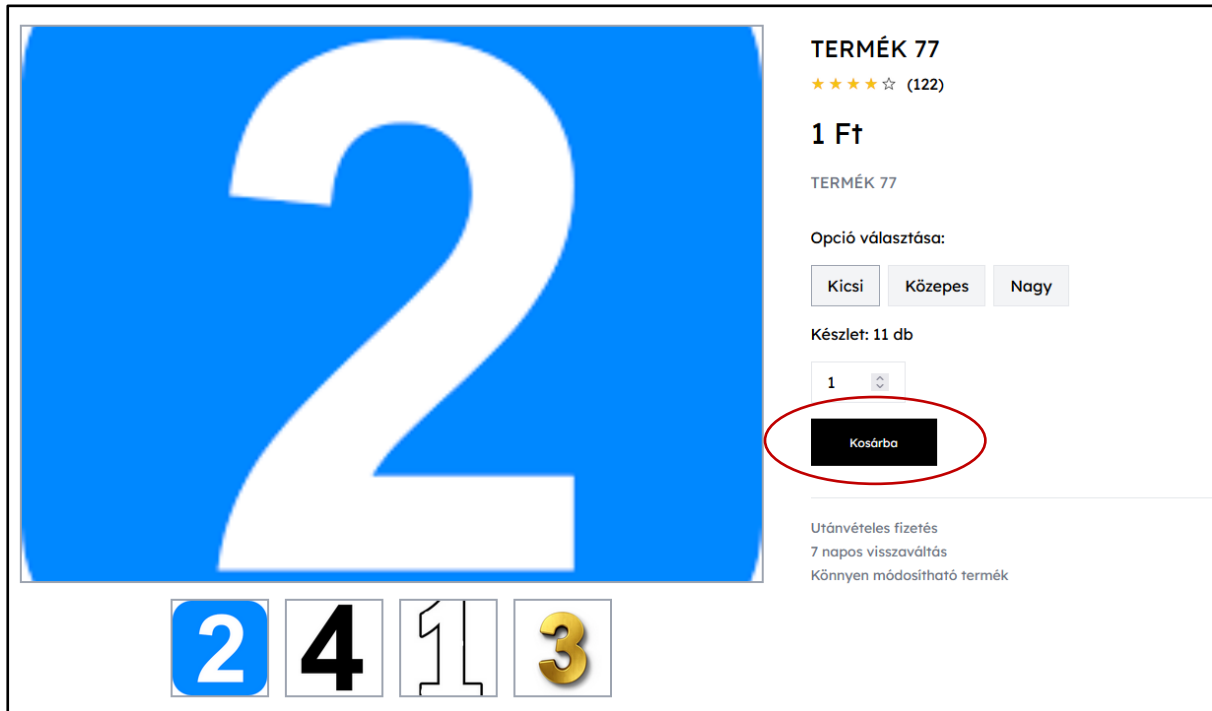 2
TERMÉK 77
(122)
1 Ft
TERMÉK 77
Opció választása:
Kicsi Közepes Nagy
Készlet: 11 db
1
Kosárba
Utánvételes fizetés
7 napos visszaváltás
Könnyen módosítható termék
2 4 1 3